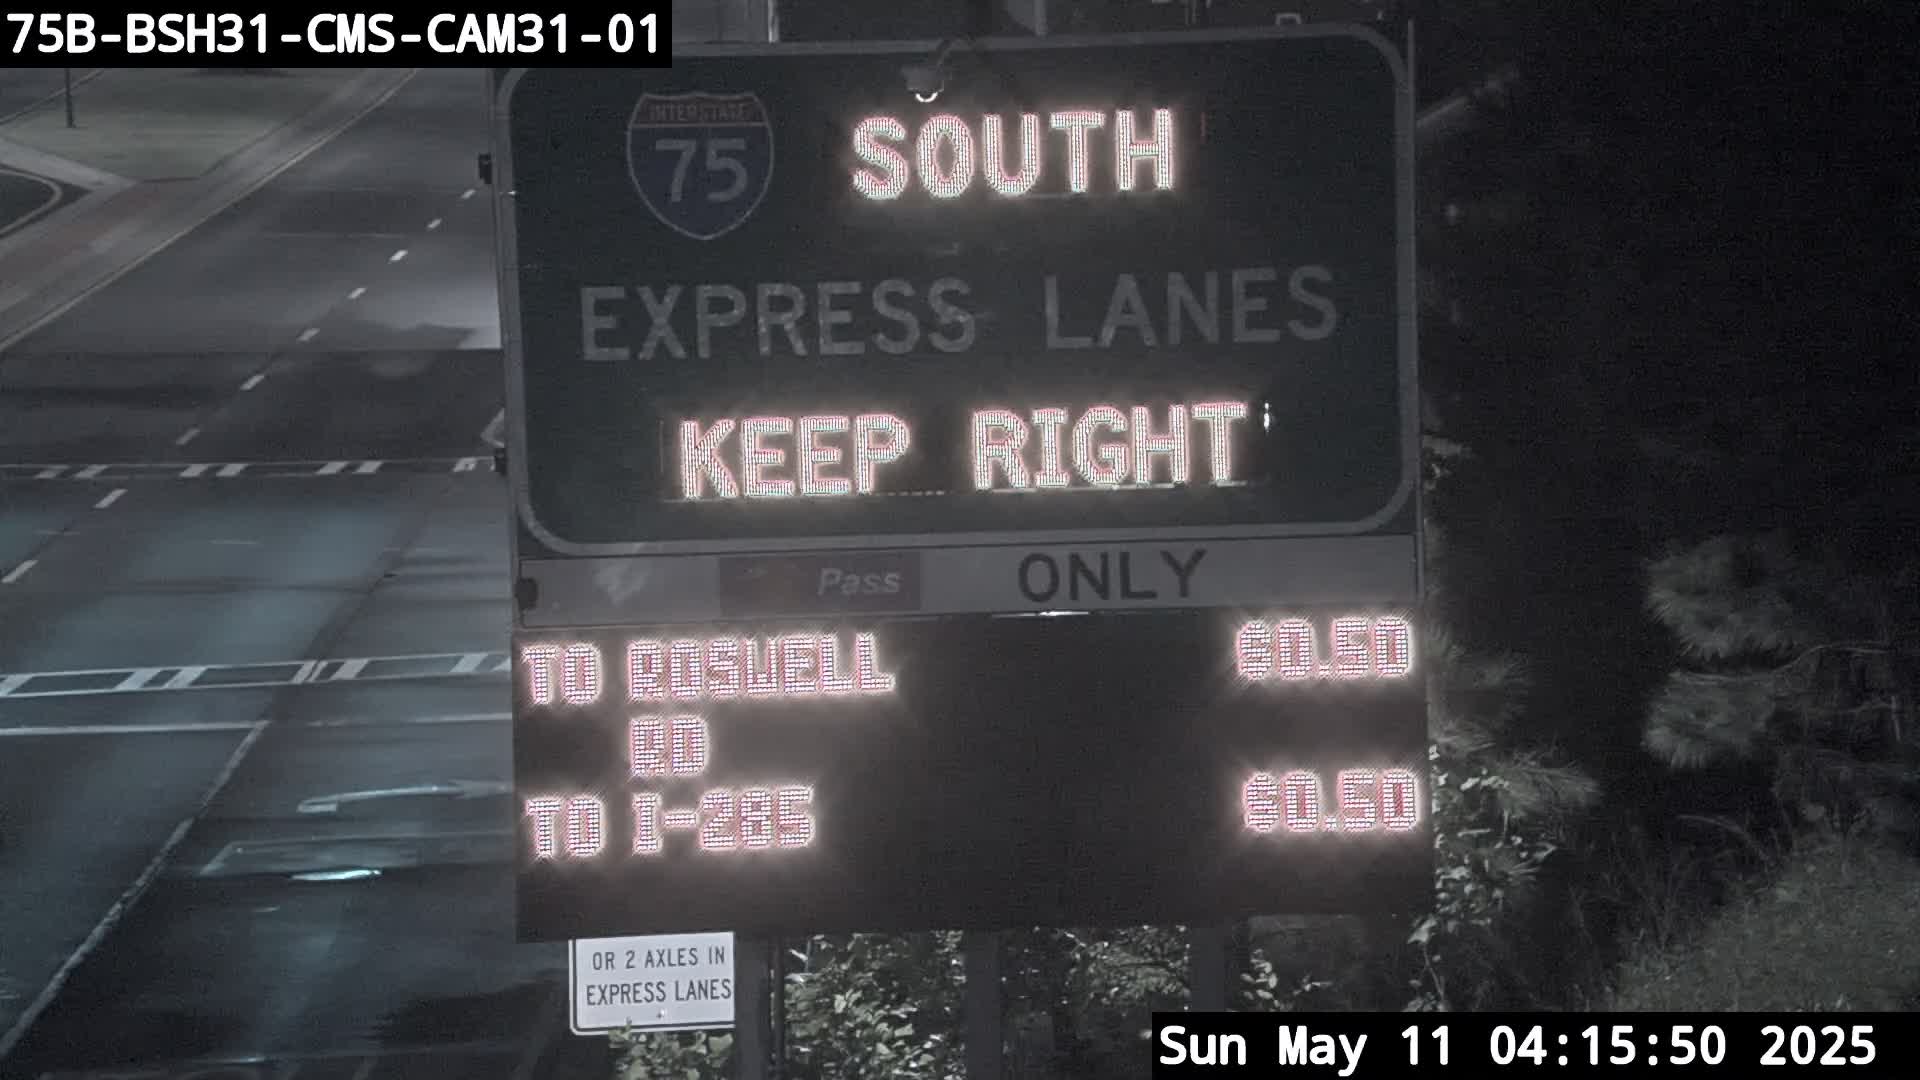 75B-BSH31-CMS-CAM31-01
INTERSTATE
75
SOUTH
EXPRESS LANES
KEEP RIGHT
Pass ONLY
TO ROSWELL $0.50
RD
TO I-285 $0.50
OR 2 AXLES IN
EXPRESS LANES
Sun May 11 04:15:50 2025